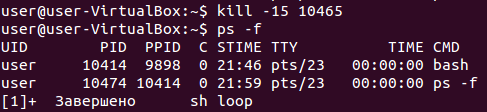 user@user-VirtualBox:~$ kill -15 10465
user@user-VirtualBox:~$ ps -f
UID        PID  PPID  C STIME TTY          TIME CMD
user     10414  9898  0 21:46 pts/23   00:00:00 bash
user     10474 10414  0 21:59 pts/23   00:00:00 ps -f
[1]+  Завершено      sh loop